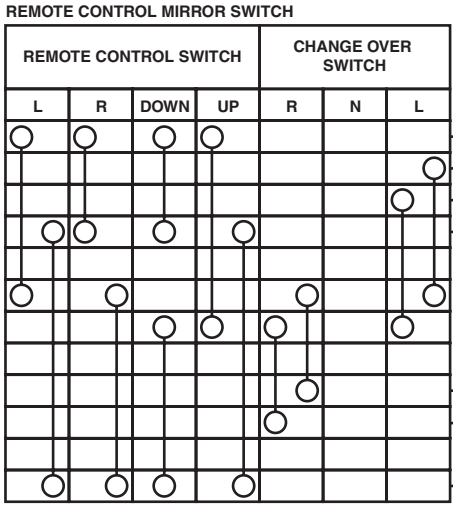 REMOTE CONTROL MIRROR SWITCH
REMOTE CONTROL SWITCH
CHANGE OVER
SWITCH
L R DOWN UP R N L